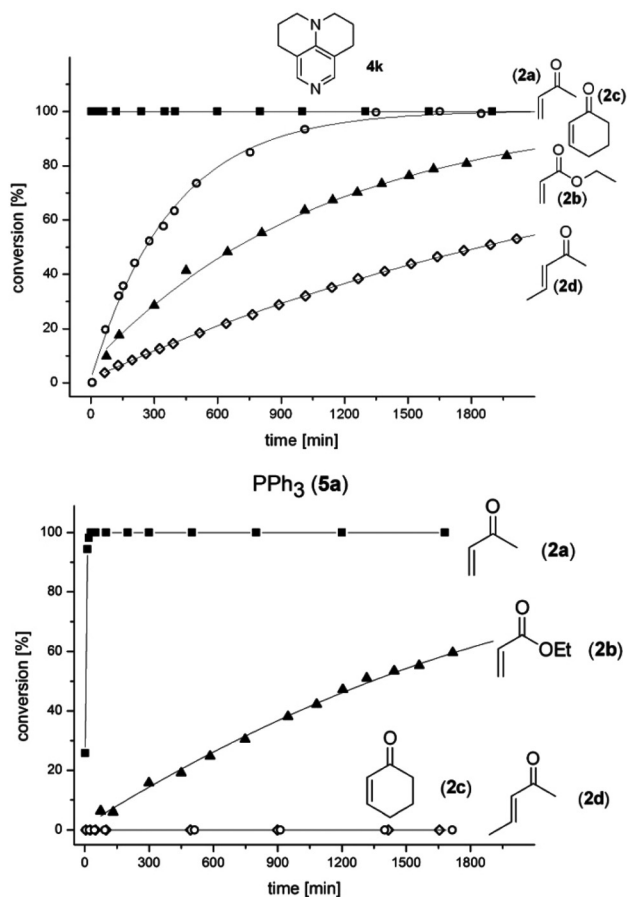 N
N
4k
(2a)
O
(2c)
O
O
O
(2b)
O
(2d)
conversion [%]
100
80
60
40
20
0
0 300 600 900 1200 1500 1800
time [min]
PPh3 (5a)
O
(2a)
O
OEt (2b)
O
(2c)
O
(2d)
conversion [%]
100
80
60
40
20
0
0 300 600 900 1200 1500 1800
time [min]